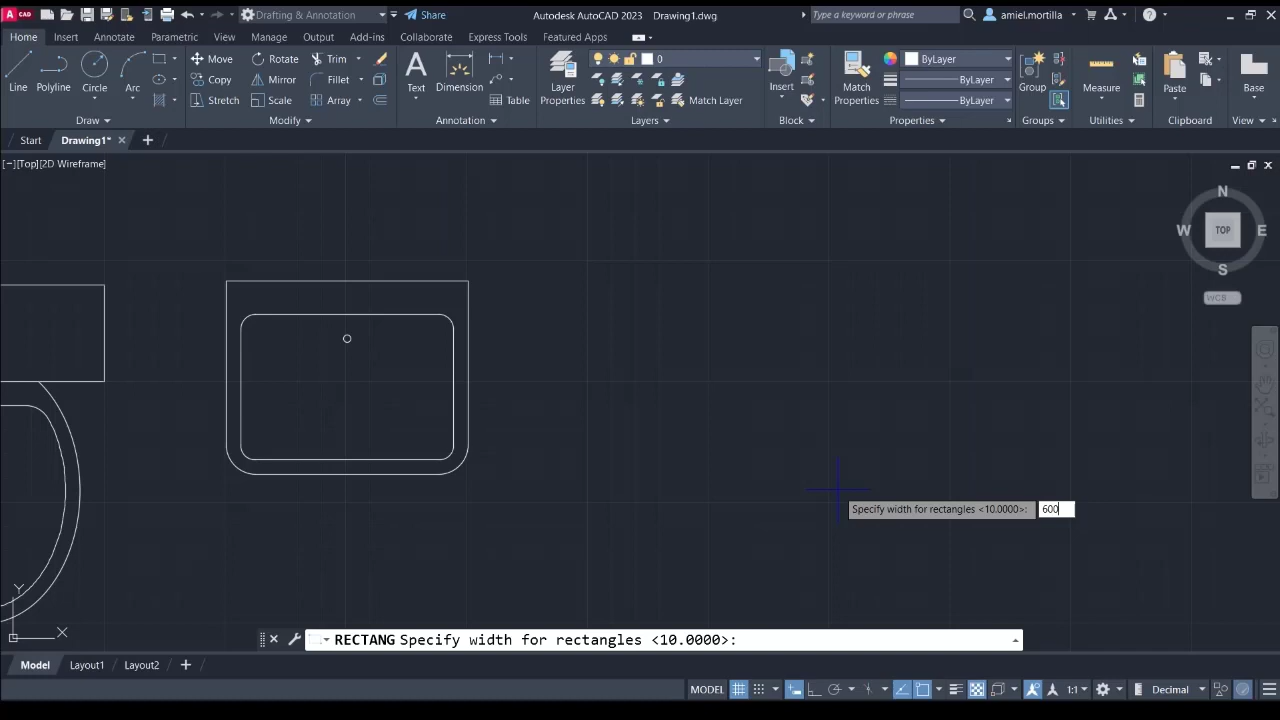 A CAD Drafting & Annotation Share Autodesk AutoCAD 2023 Drawing1.dwg Type a keyword or phrase amiel.mortilla
Home Insert Annotate Parametric View Manage Output Add-ins Collaborate Express Tools Featured Apps
Line Polyline Circle Arc
Move Rotate Trim
Copy Mirror Fillet
Stretch Scale Array
Text Dimension Table
Layer Properties 0 Match Layer
Insert
Match Properties ByLayer
ByLayer
ByLayer
Group Measure Paste Base
Draw Modify Annotation Layers Block Properties Groups Utilities Clipboard View
Start Drawing1*
[−][Top][2D Wireframe]
N
W TOP E
S
WCS
Specify width for rectangles <10.0000>: 600
Y
X
RECTANG Specify width for rectangles <10.0000>:
Model Layout1 Layout2
MODEL 1:1 Decimal